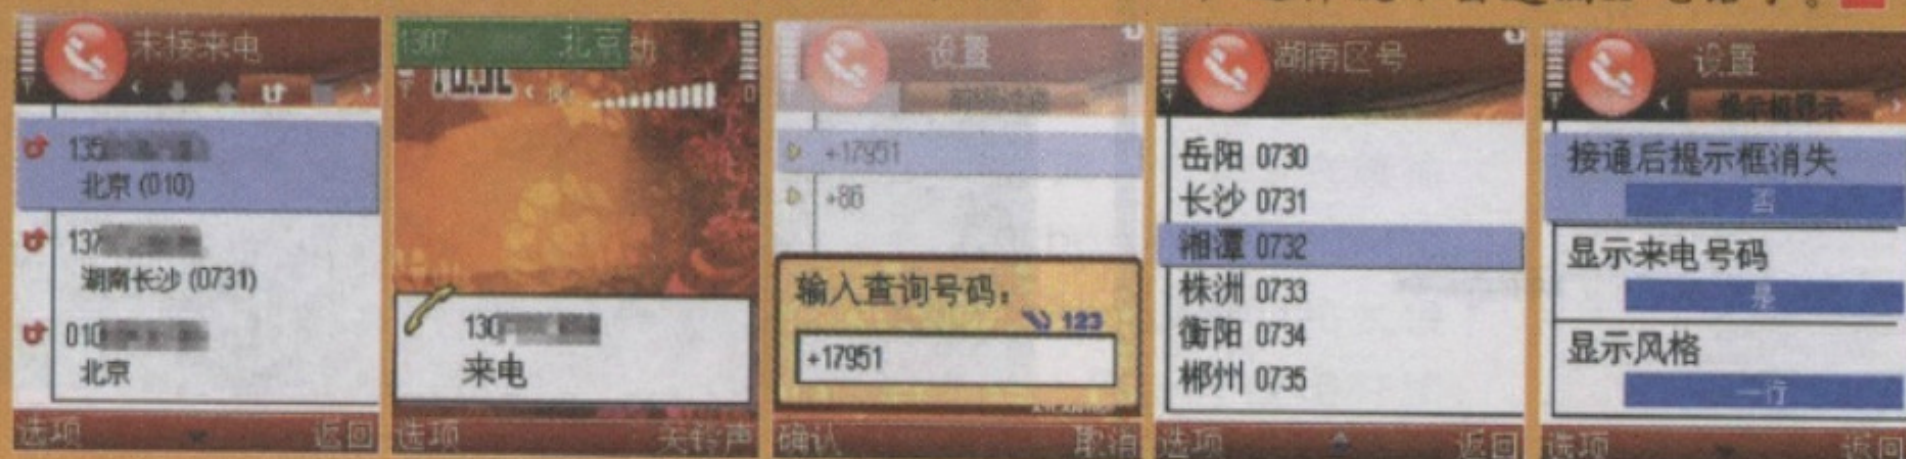 未接来电
135
北京 (010)
137
湖南长沙 (0731)
010
北京
选项
返回
1307
北京
130
来电
选项
关铃声
设置
+17951
+86
输入查询号码：
123
+17951
确认
取消
湖南区号
岳阳 0730
长沙 0731
湘潭 0732
株洲 0733
衡阳 0734
郴州 0735
选项
返回
设置
提示框显示
接通后提示框消失
否
显示来电号码
是
显示风格
一行
选项
返回